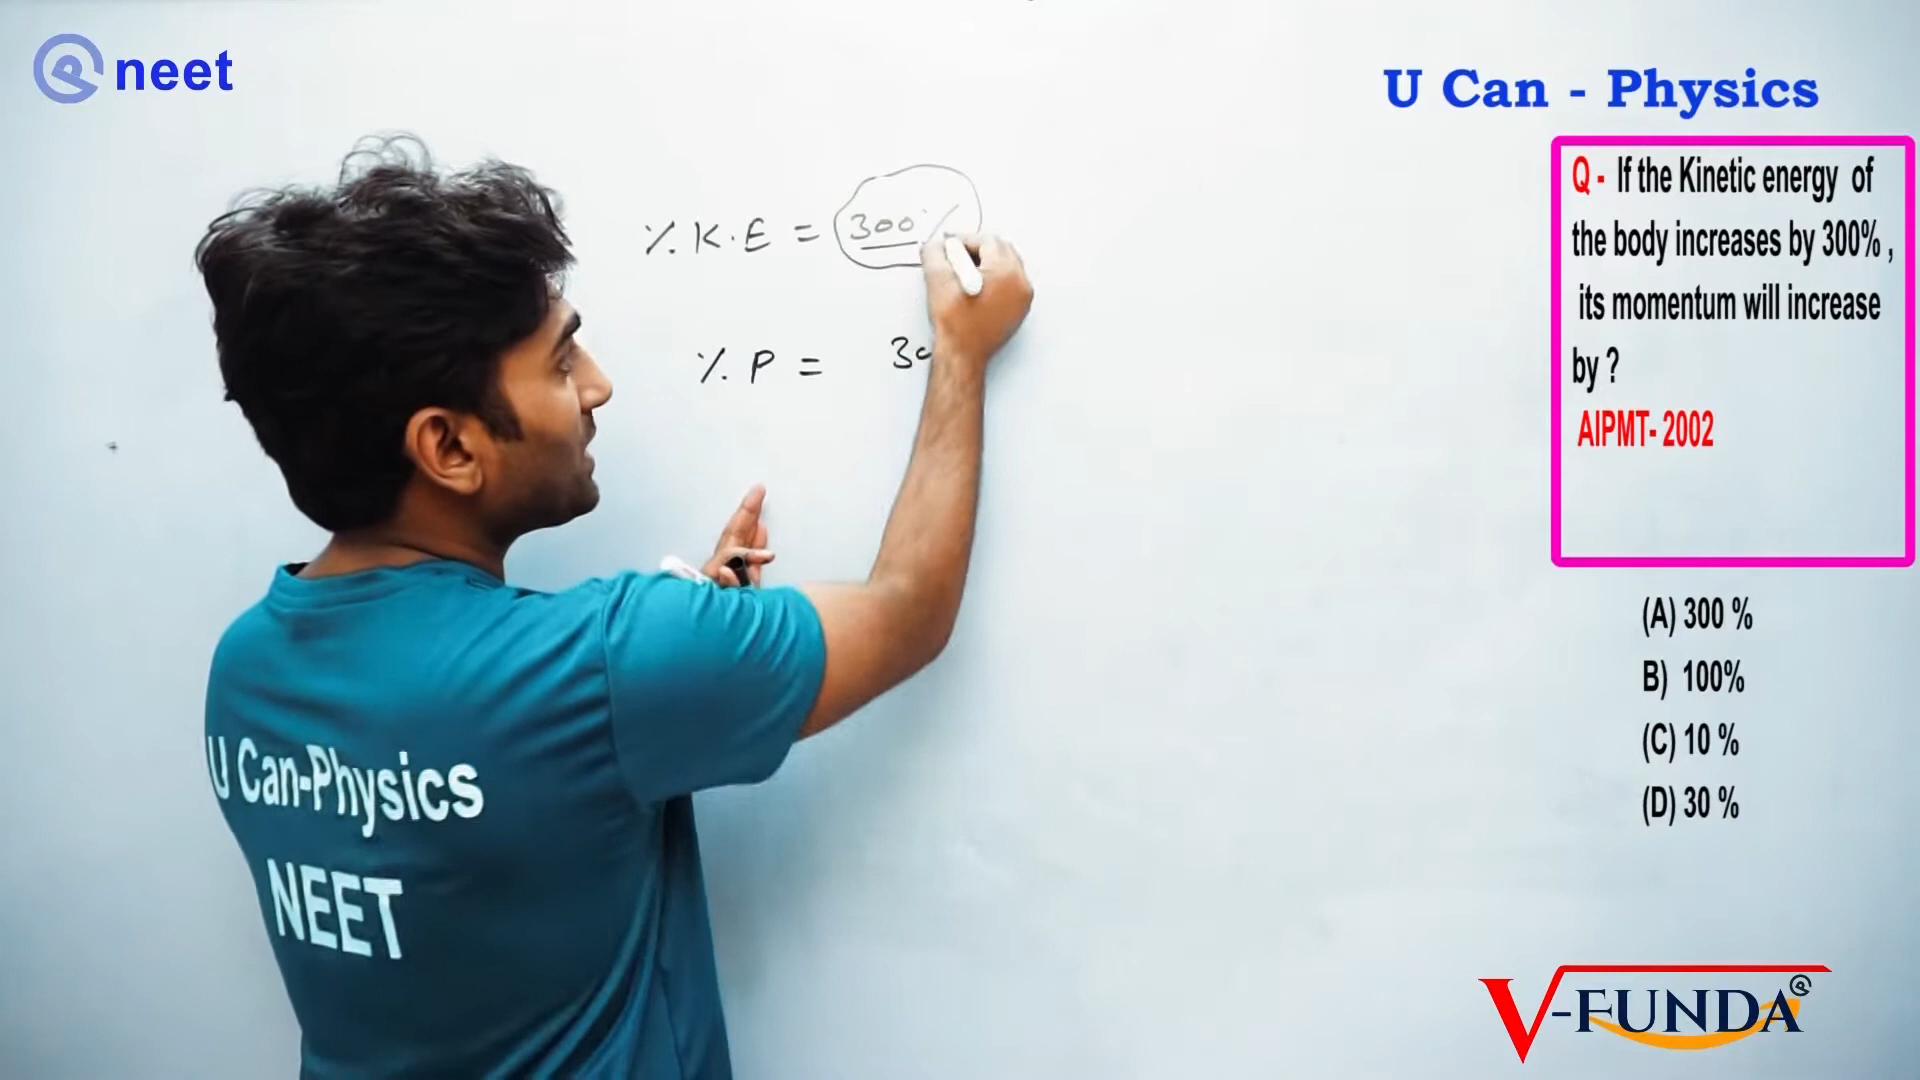 neet
U Can - Physics
% K.E = 300%
% P =
Q - If the Kinetic energy of
the body increases by 300% ,
its momentum will increase
by ?
AIPMT- 2002
(A) 300 %
B) 100%
(C) 10 %
(D) 30 %
U Can-Physics
NEET
V-FUNDA